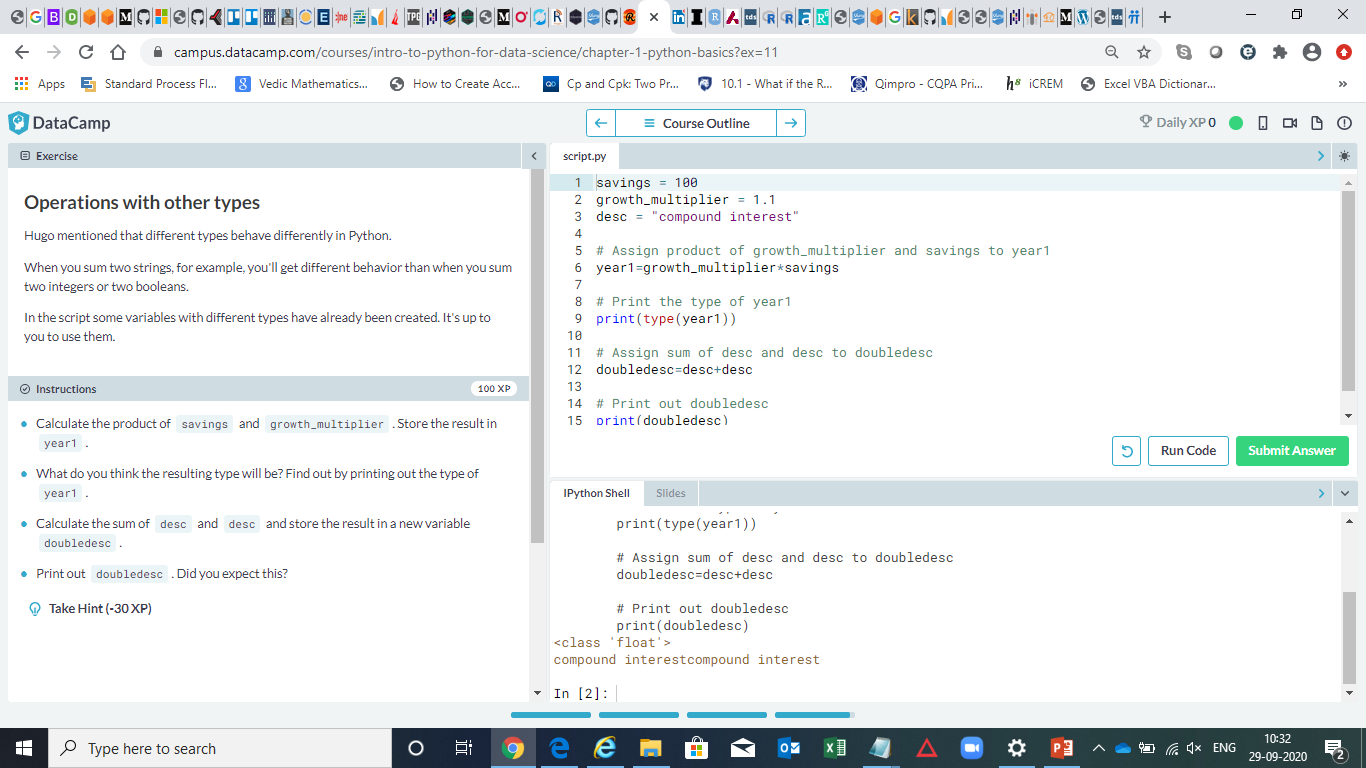 campus.datacamp.com/courses/intro-to-python-for-data-science/chapter-1-python-basics?ex=11
Apps
Standard Process Fl...
Vedic Mathematics...
How to Create Acc...
Cp and Cpk: Two Pr...
10.1 - What if the R...
Qimpro - CQPA Pri...
iCREM
Excel VBA Dictionar...
DataCamp
Course Outline
Daily XP 0
Exercise
Operations with other types
Hugo mentioned that different types behave differently in Python.
When you sum two strings, for example, you'll get different behavior than when you sum
two integers or two booleans.
In the script some variables with different types have already been created. It's up to
you to use them.
Instructions
100 XP
Calculate the product of savings and growth_multiplier . Store the result in
year1 .
What do you think the resulting type will be? Find out by printing out the type of
year1 .
Calculate the sum of desc and desc and store the result in a new variable
doubledesc .
Print out doubledesc . Did you expect this?
Take Hint (-30 XP)
script.py
1 savings = 100
2 growth_multiplier = 1.1
3 desc = "compound interest"
4
5 # Assign product of growth_multiplier and savings to year1
6 year1=growth_multiplier*savings
7
8 # Print the type of year1
9 print(type(year1))
10
11 # Assign sum of desc and desc to doubledesc
12 doubledesc=desc+desc
13
14 # Print out doubledesc
15 print(doubledesc)
Run Code
Submit Answer
IPython Shell
Slides
print(type(year1))
# Assign sum of desc and desc to doubledesc
doubledesc=desc+desc
# Print out doubledesc
print(doubledesc)
<class 'float'>
compound interestcompound interest
In [2]:
Type here to search
ENG
10:32
29-09-2020
2